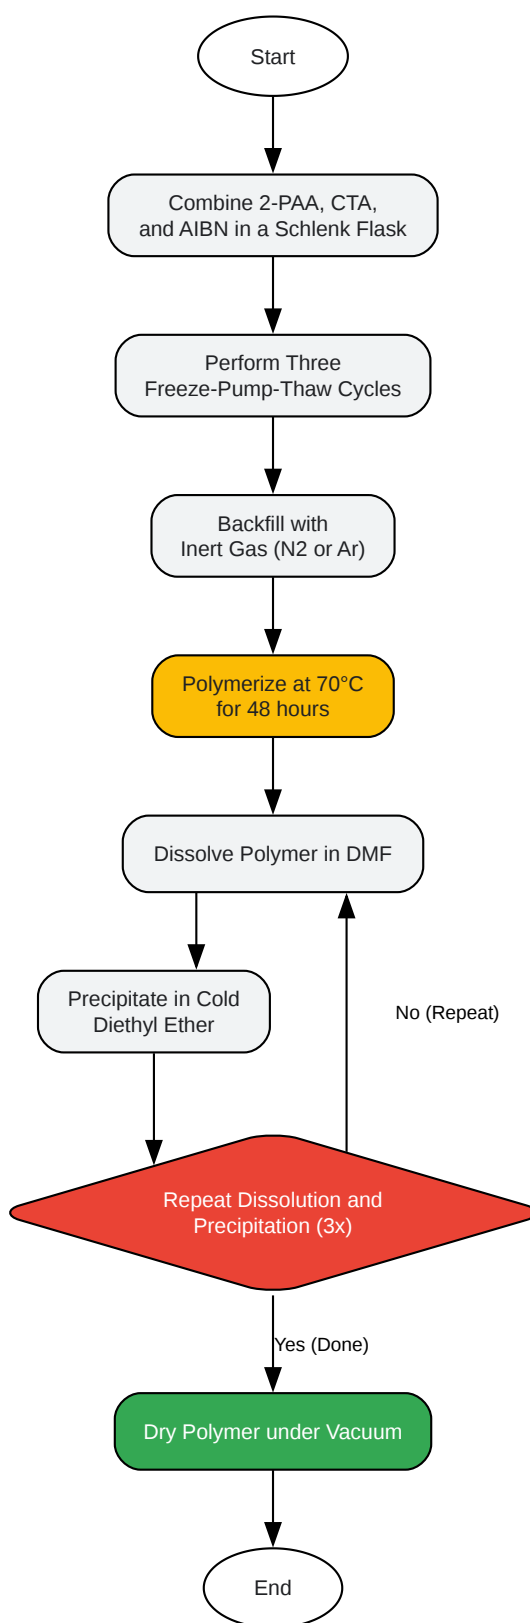 Start
Combine 2-PAA, CTA,
and AIBN in a Schlenk Flask
Perform Three
Freeze-Pump-Thaw Cycles
Backfill with
Inert Gas (N2 or Ar)
Polymerize at 70°C
for 48 hours
Dissolve Polymer in DMF
Precipitate in Cold
Diethyl Ether
No (Repeat)
Repeat Dissolution and
Precipitation (3x)
Yes (Done)
Dry Polymer under Vacuum
End